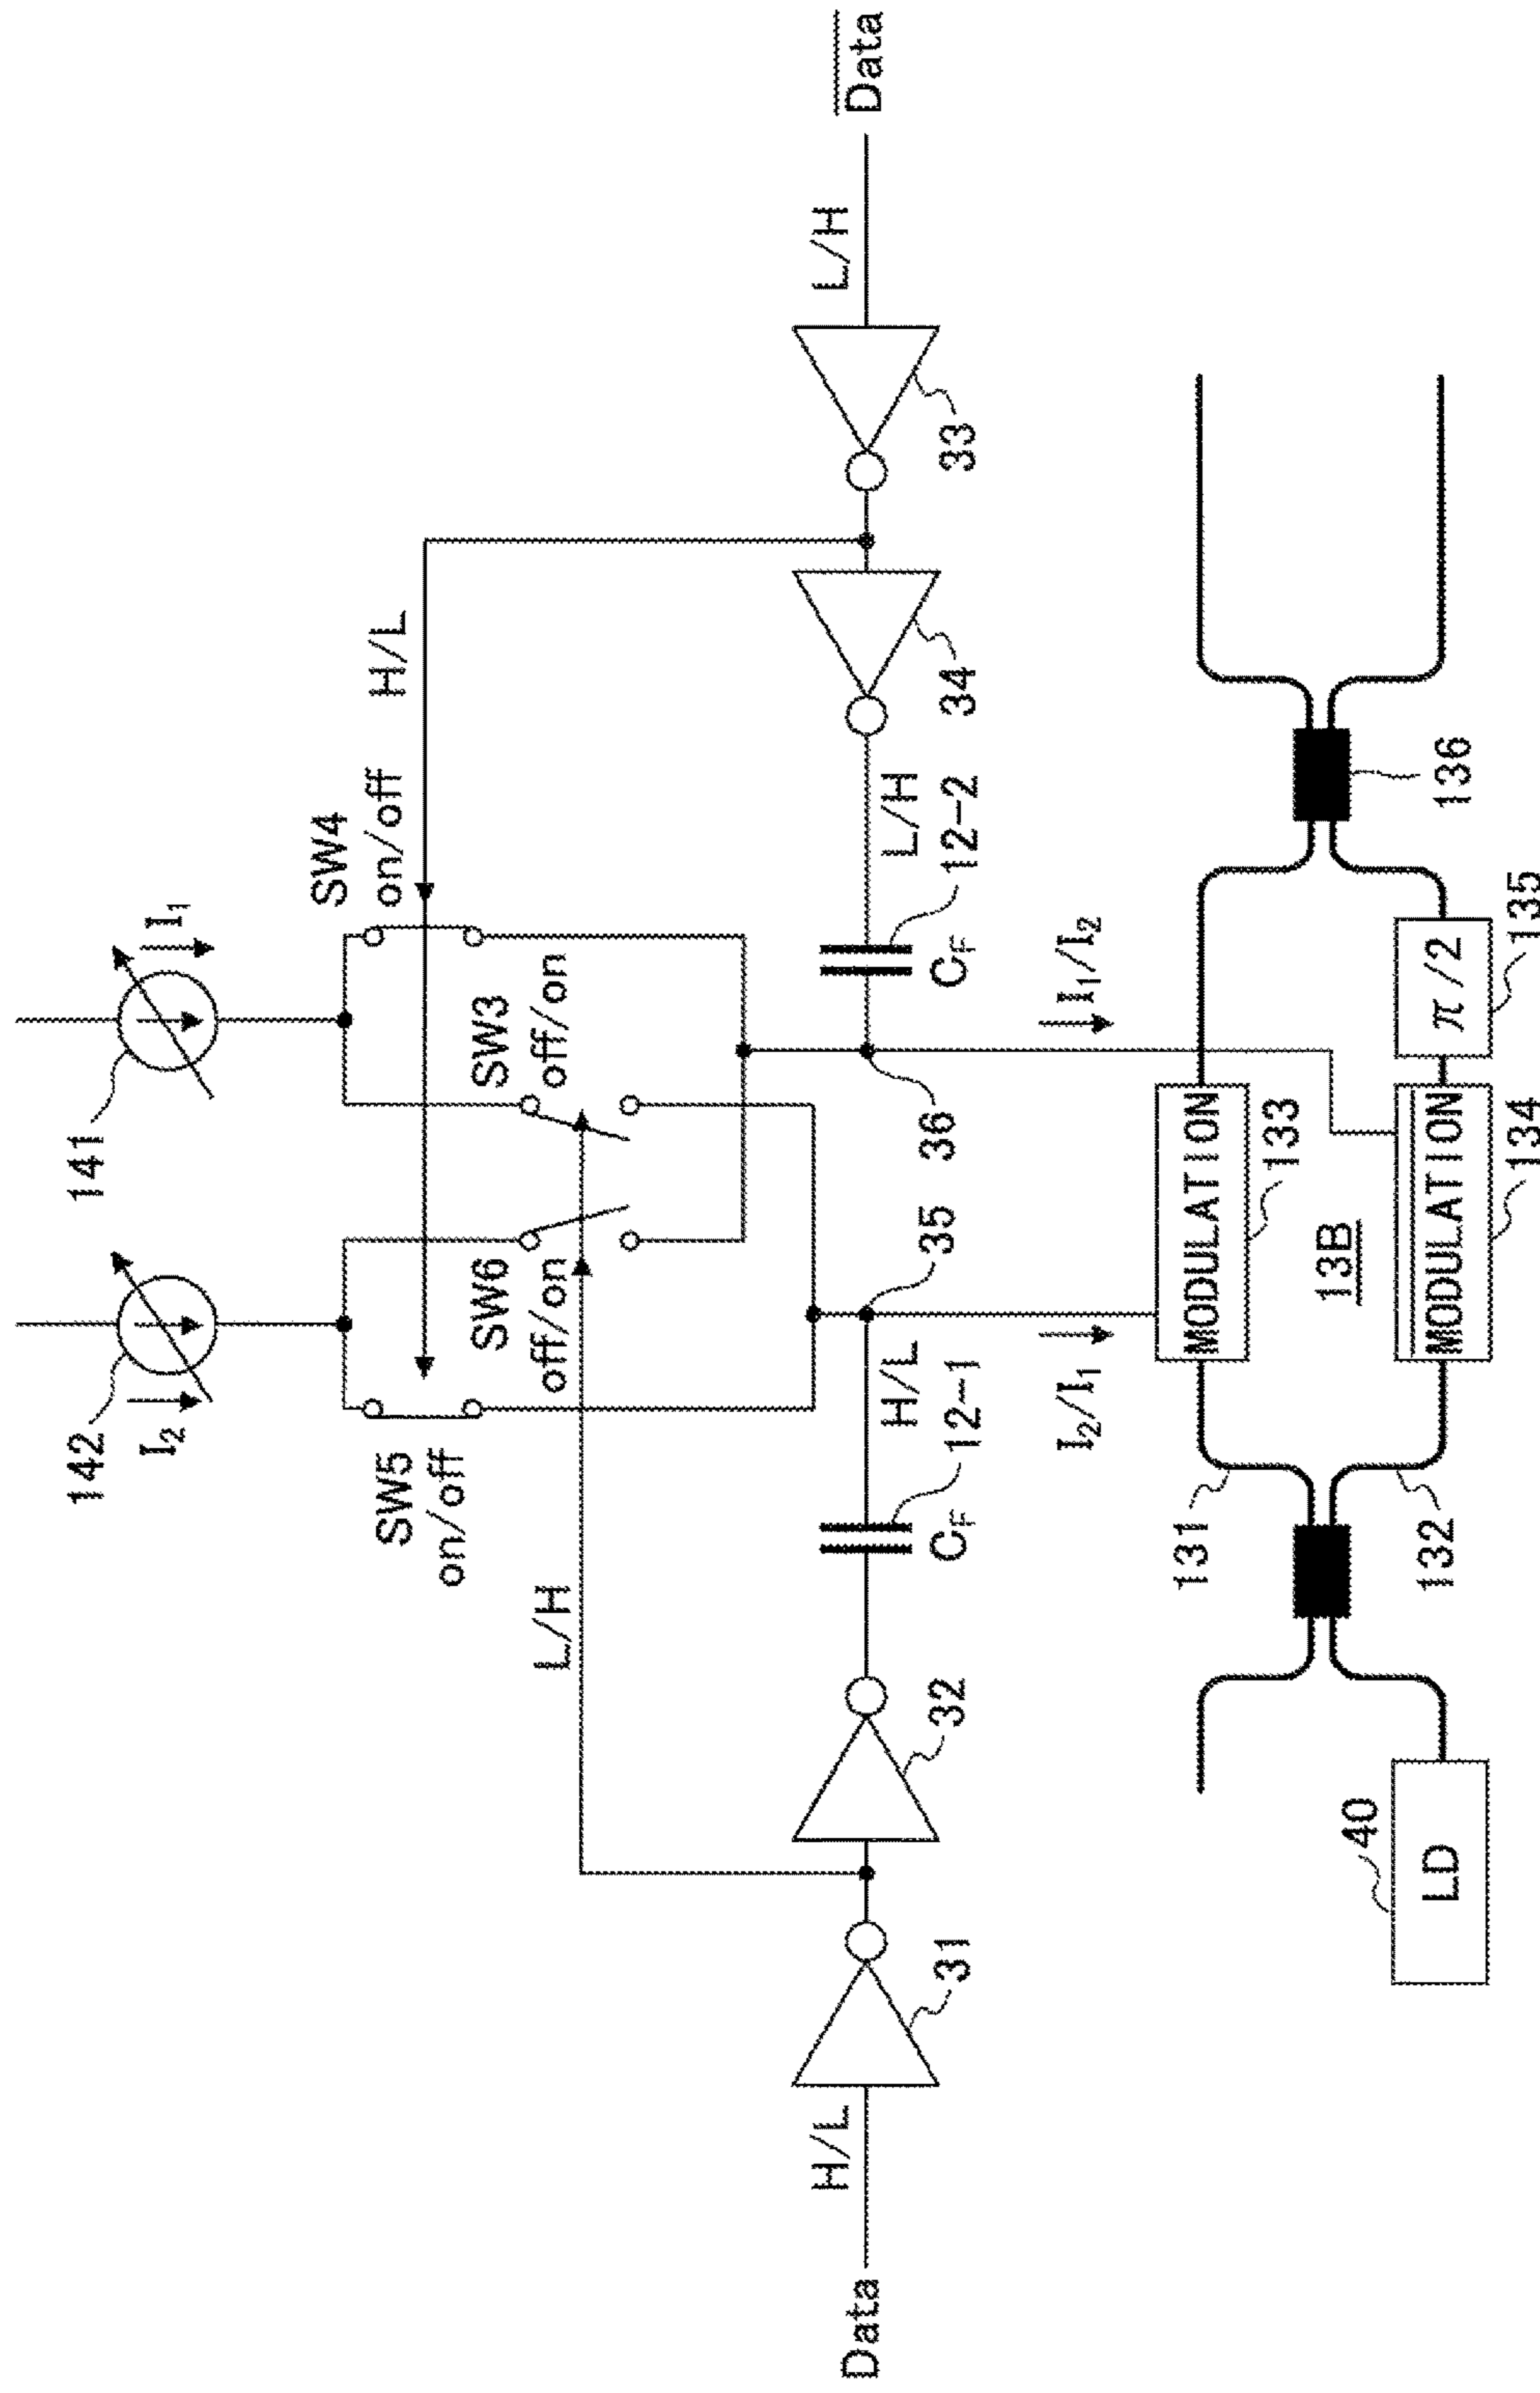 142
I₂
141
I₁
SW5
on/off
SW4
on/off
H/L
SW6
off/on
SW3
off/on
L/H
Data
H/L
31
32
C_F
12-1
H/L
35
36
C_F
12-2
L/H
34
33
L/H
D̅a̅t̅a̅
I₂/I₁
I₁/I₂
131
MODULATION
133
13B
132
M̅O̅D̅U̅L̅A̅T̅I̅O̅N̅
134
π/2
135
136
40
LD